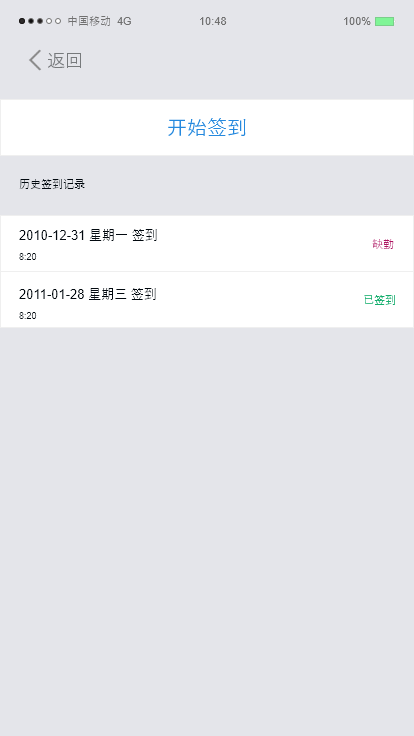 中国移动 4G 10:48 100%
返回
开始签到
历史签到记录
2010-12-31 星期一 签到
缺勤
8:20
2011-01-28 星期三 签到
已签到
8:20